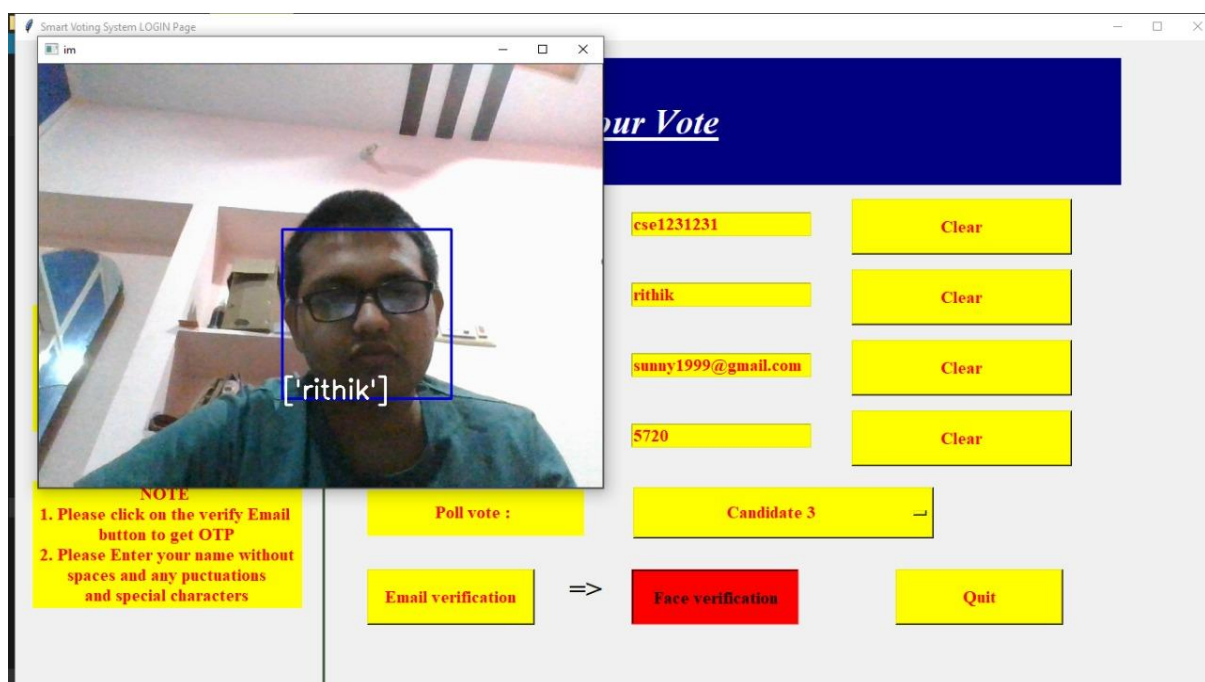 Smart Voting System LOGIN Page
im
our Vote
['rithik']
cse1231231
Clear
rithik
Clear
sunny1999@gmail.com
Clear
5720
Clear
NOTE
1. Please click on the verify Email
button to get OTP
2. Please Enter your name without
spaces and any puctuations
and special characters
Poll vote :
Candidate 3
Email verification
=>
Face verification
Quit